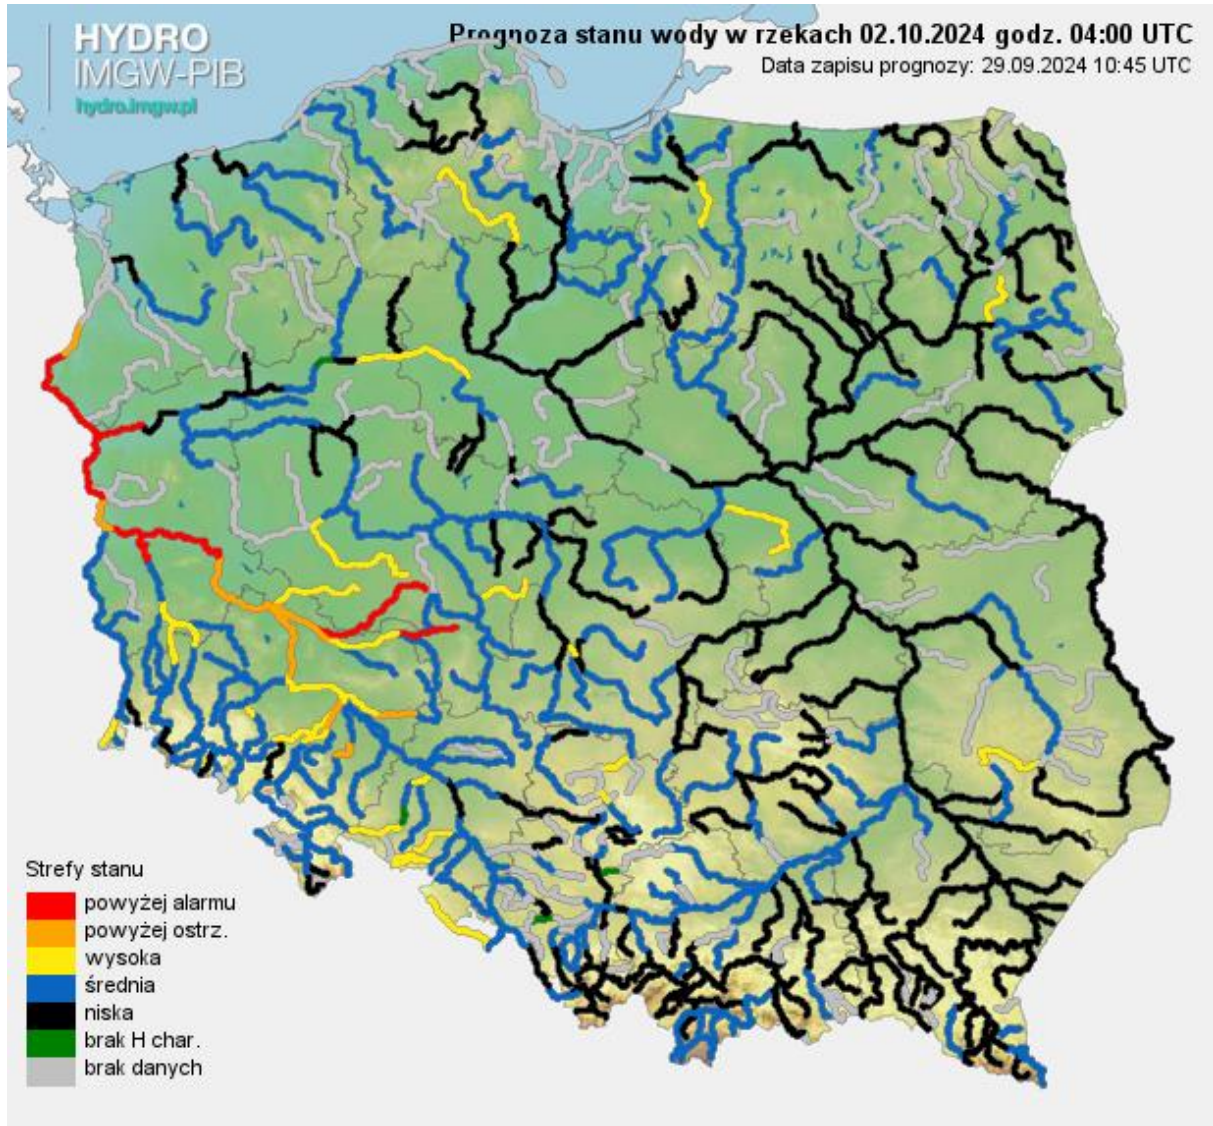 HYDRO
IMGW-PIB
hydro.imgw.pl
Prognoza stanu wody w rzekach 02.10.2024 godz. 04:00 UTC
Data zapisu prognozy: 29.09.2024 10:45 UTC
Strefy stanu
powyżej alarmu
powyżej ostrz.
wysoka
średnia
niska
brak H char.
brak danych